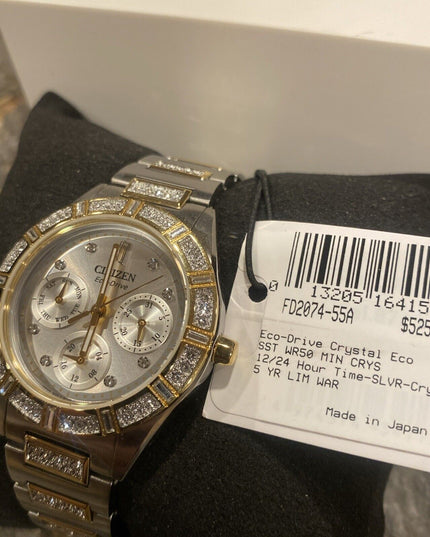 CITIZEN
Eco-Drive
0 13205 16415
FD2074-55A
$525
Eco-Drive Crystal Eco
SST WR50 MIN CRYS
12/24 Hour Time-SLVR-Cry
5 YR LIM WAR
Made in Japan